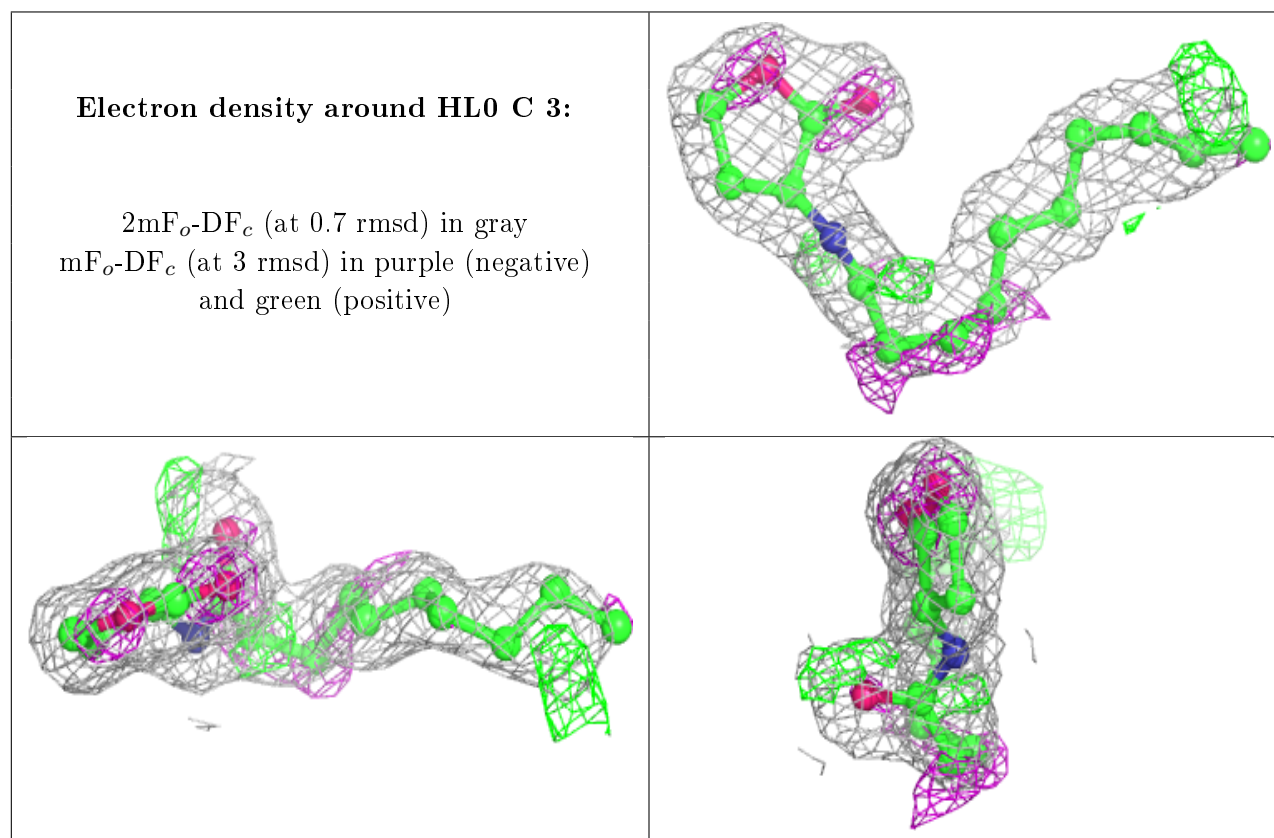 Electron density around HL0 C 3:
2mFₒ-DF𝒸 (at 0.7 rmsd) in gray
mFₒ-DF𝒸 (at 3 rmsd) in purple (negative)
and green (positive)